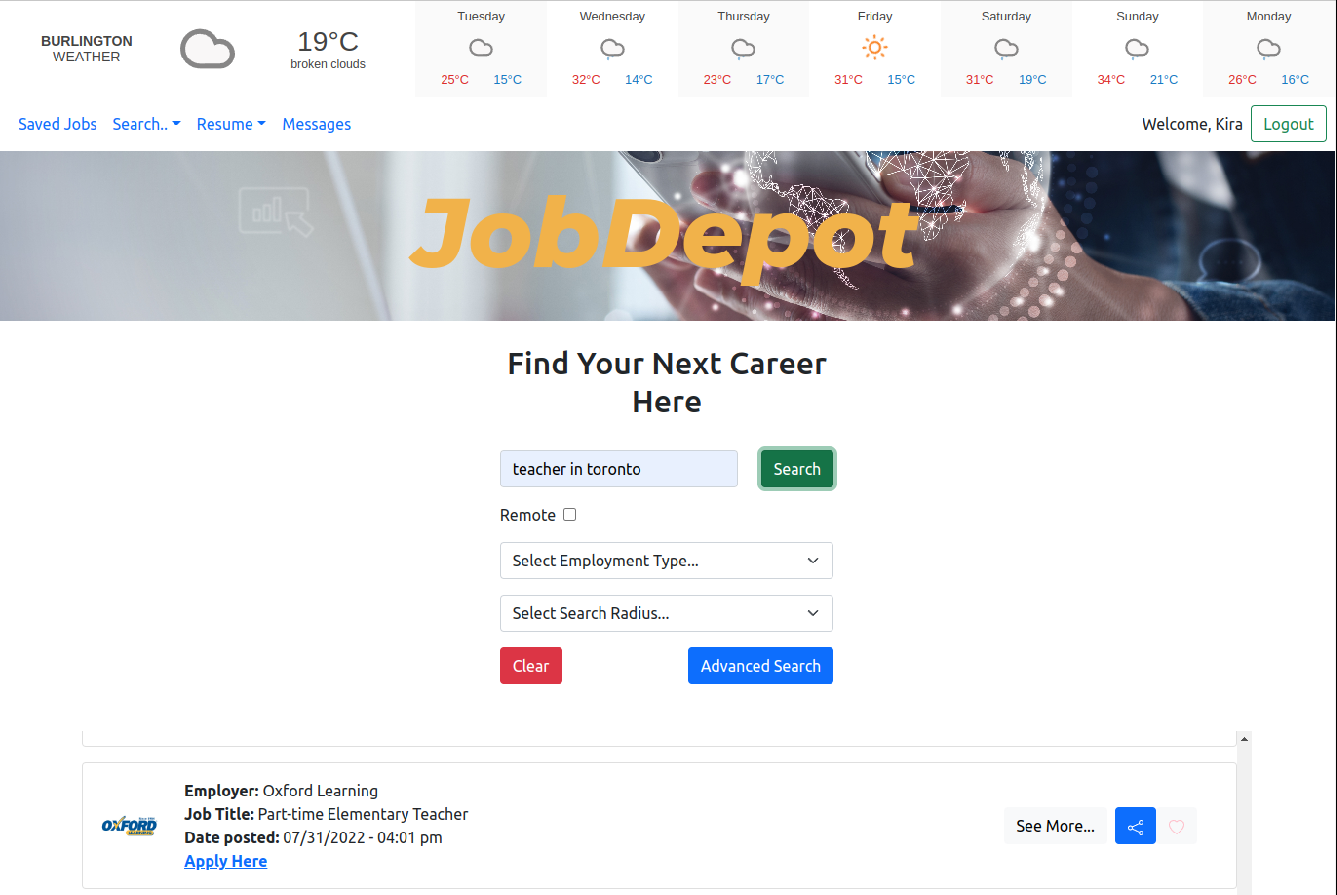 BURLINGTON
WEATHER
19°C
broken clouds
Tuesday
25°C 15°C
Wednesday
32°C 14°C
Thursday
23°C 17°C
Friday
31°C 15°C
Saturday
31°C 19°C
Sunday
34°C 21°C
Monday
26°C 16°C
Saved Jobs Search.. Resume Messages
Welcome, Kira Logout
JobDepot
Find Your Next Career
Here
teacher in toronto Search
Remote
Select Employment Type...
Select Search Radius...
Clear Advanced Search
OXFORD
Employer: Oxford Learning
Job Title: Part-time Elementary Teacher
Date posted: 07/31/2022 - 04:01 pm
Apply Here
See More...